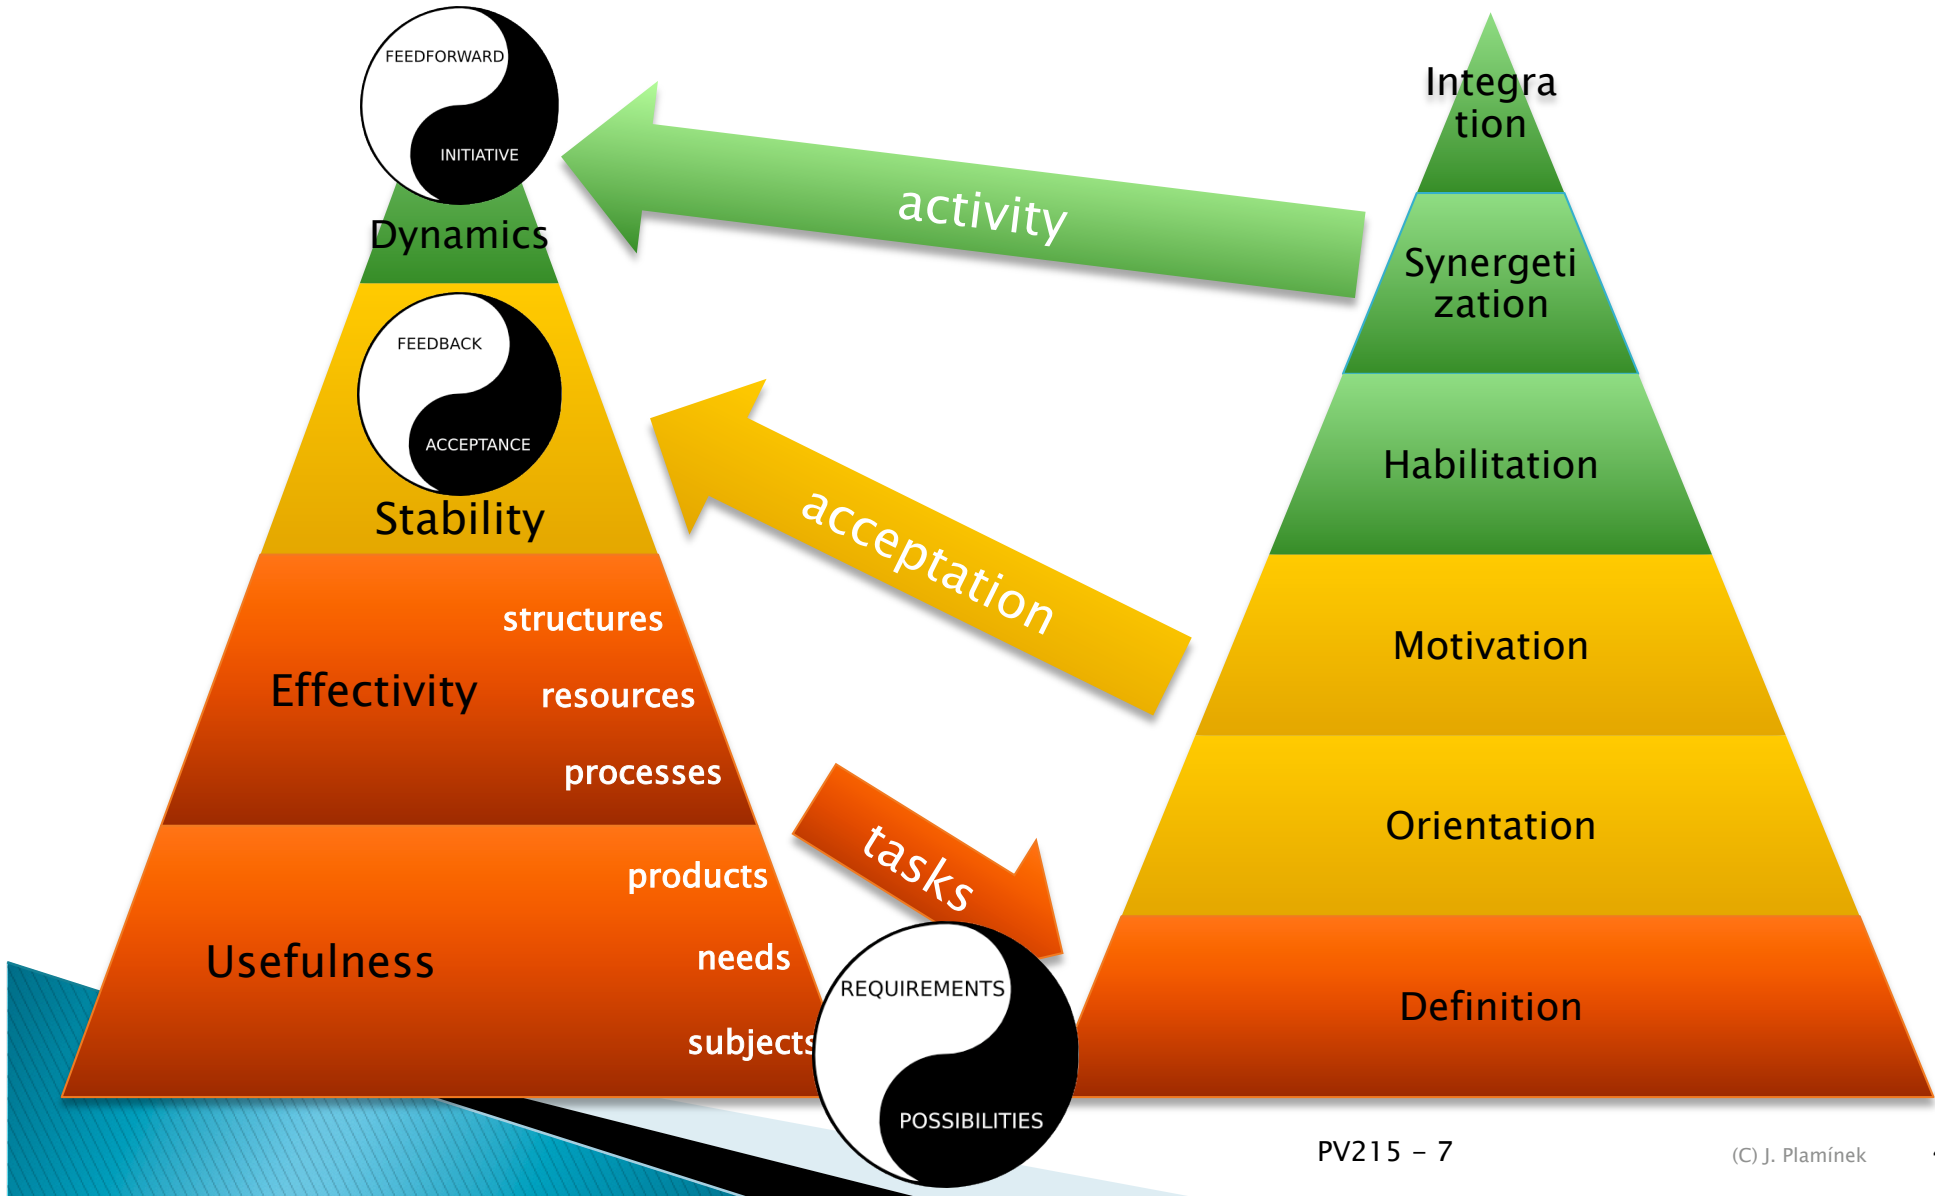 FEEDFORWARD
INITIATIVE
Dynamics
FEEDBACK
ACCEPTANCE
Stability
structures
Effectivity
resources
processes
products
Usefulness
needs
subjects
activity
acceptation
tasks
REQUIREMENTS
POSSIBILITIES
Integra
tion
Synergeti
zation
Habilitation
Motivation
Orientation
Definition
PV215 – 7
(C) J. Plamínek